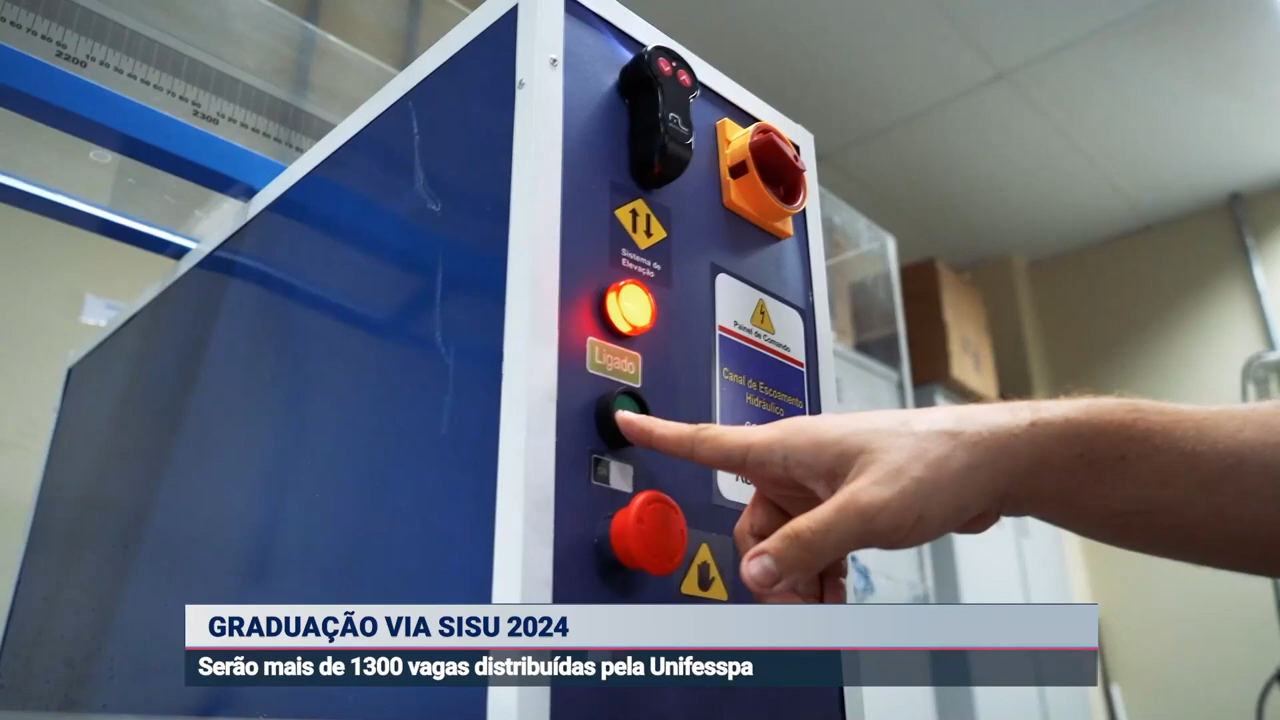 2200
2300
Sistema de
Elevação
Ligado
Painel de Comando
Canal de Escoamento
Hidráulico
GRADUAÇÃO VIA SISU 2024
Serão mais de 1300 vagas distribuídas pela Unifesspa